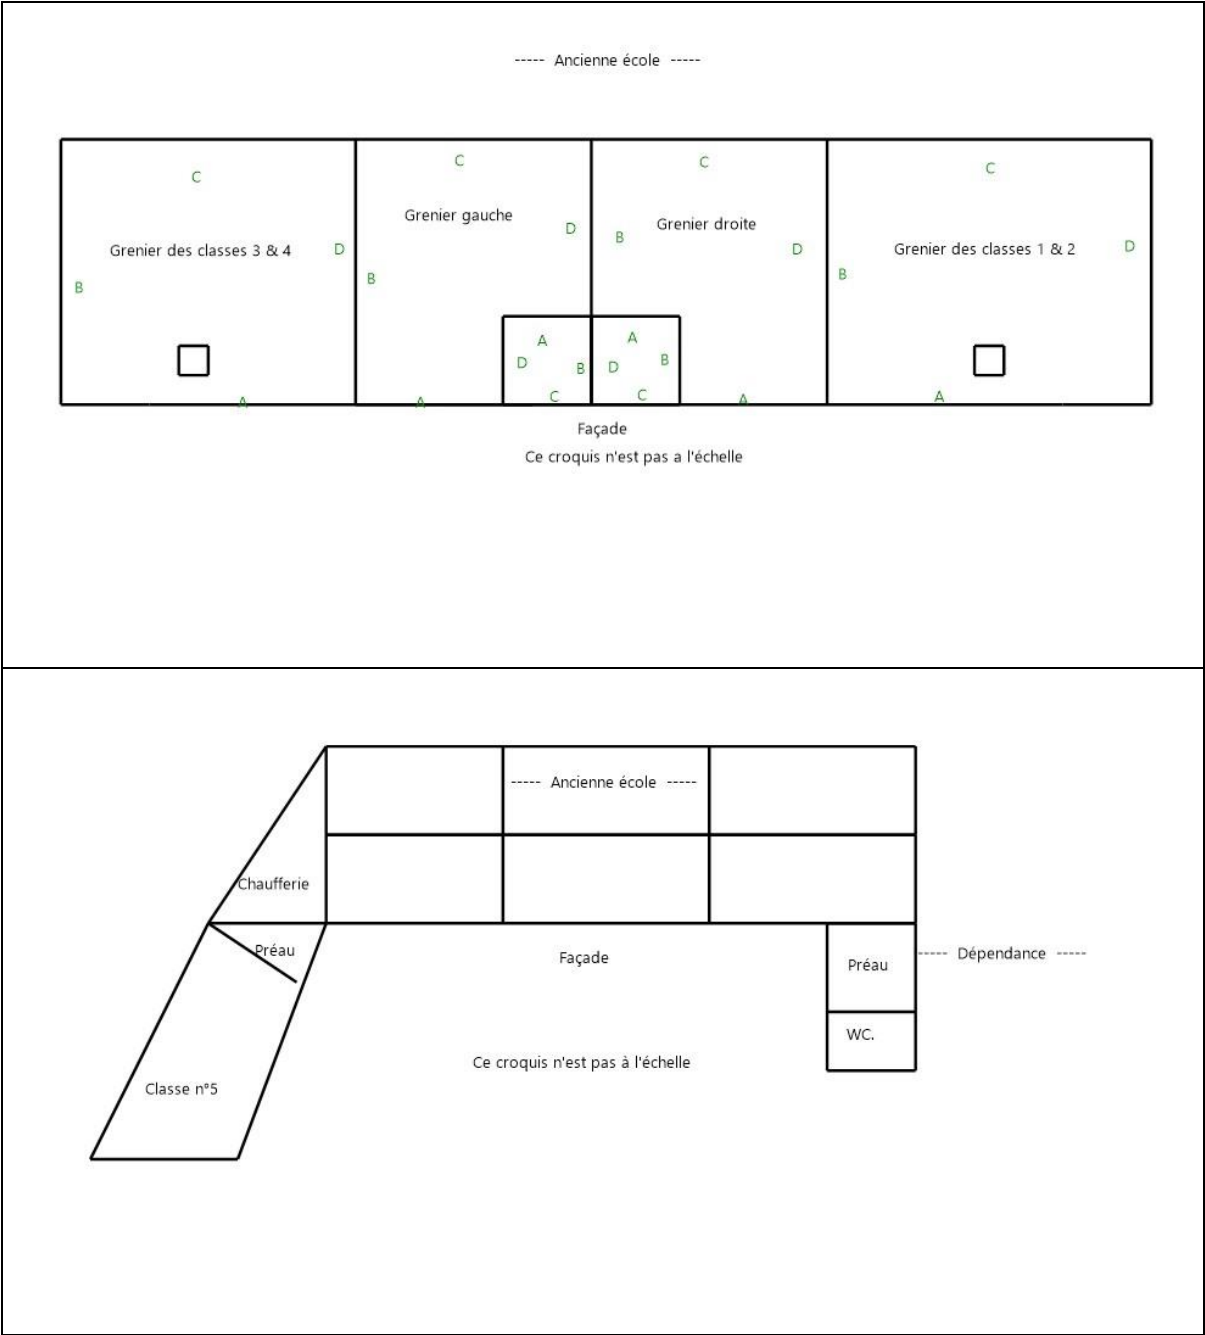 ----- Ancienne école -----
C
C
C
C
Grenier gauche
Grenier droite
D
B
Grenier des classes 3 & 4
D
D
Grenier des classes 1 & 2
D
B
B
B
A
A
D
B
D
B
A
A
C
C
A
A
Façade
Ce croquis n'est pas a l'échelle
----- Ancienne école -----
Chaufferie
Préau
Façade
Préau
----- Dépendance -----
WC.
Ce croquis n'est pas à l'échelle
Classe n°5